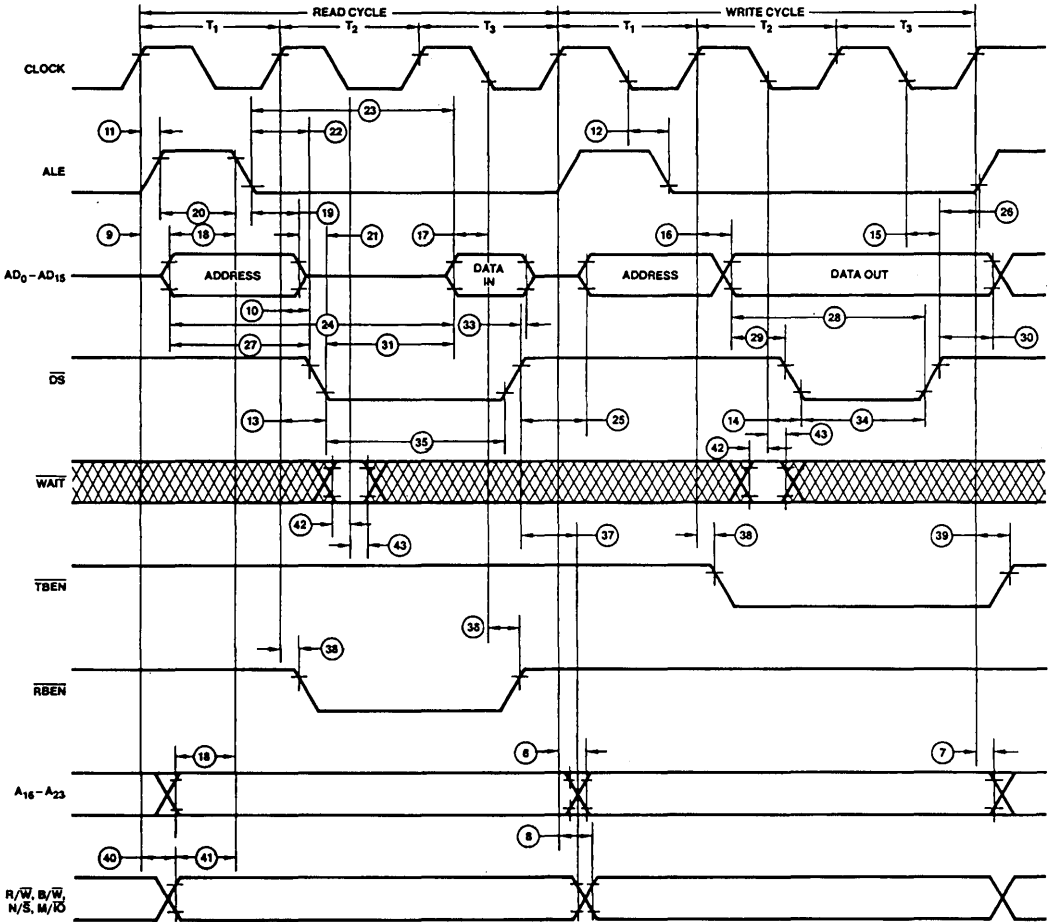 READ CYCLE WRITE CYCLE
T1 T2 T3 T1 T2 T3
CLOCK
23
11 22 12
ALE
20 19 26
9 18 21 17 16 15
AD0–AD15 ADDRESS DATA IN ADDRESS DATA OUT
10 24 33 28
27 31 29 30
DS
13 25 14 34
35 42 43
WAIT
42 43 37 38 39
TBEN
38 35
RBEN
18 6 7
A16–A23
8
40 41
R/W, B/W,
N/S, M/IO